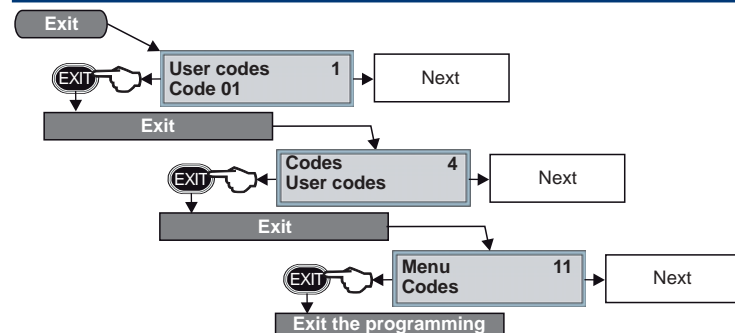 Exit
EXIT
User codes 1
Code 01
Next
Exit
EXIT
Codes 4
User codes
Next
Exit
EXIT
Menu 11
Codes
Next
Exit the programming